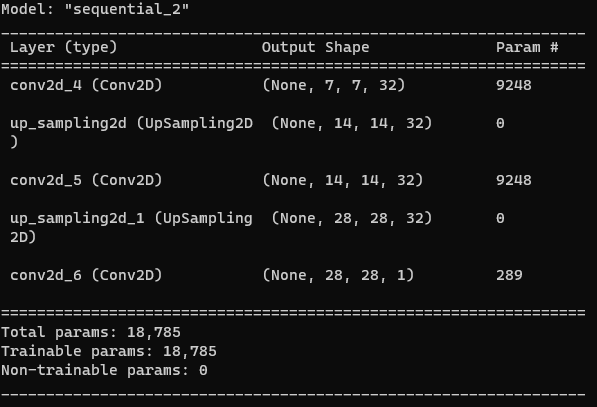 Model: "sequential_2"
_________________________________________________________________
Layer (type) Output Shape Param #
=================================================================
conv2d_4 (Conv2D) (None, 7, 7, 32) 9248
up_sampling2d (UpSampling2D (None, 14, 14, 32) 0
)
conv2d_5 (Conv2D) (None, 14, 14, 32) 9248
up_sampling2d_1 (UpSampling (None, 28, 28, 32) 0
2D)
conv2d_6 (Conv2D) (None, 28, 28, 1) 289
=================================================================
Total params: 18,785
Trainable params: 18,785
Non-trainable params: 0
_________________________________________________________________